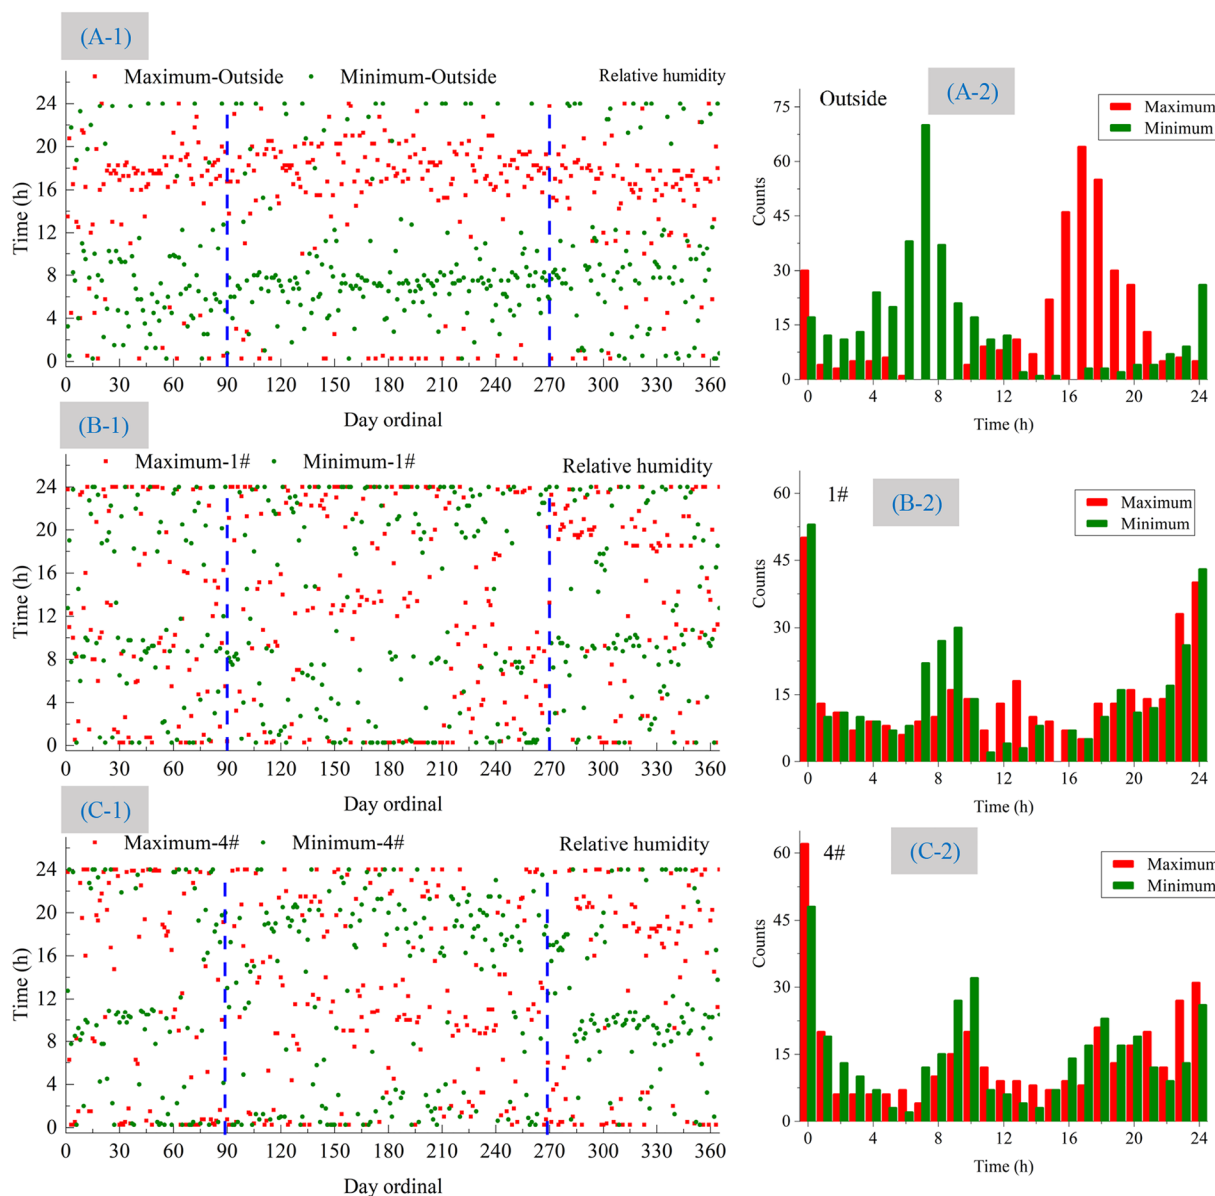 (A-1)
Maximum-Outside Minimum-Outside Relative humidity
24
20
16
12
8
4
0
Time (h)
0 30 60 90 120 150 180 210 240 270 300 330 360
Day ordinal
Outside (A-2)
Maximum
Minimum
75
60
45
30
15
0
Counts
0 4 8 12 16 20 24
Time (h)
(B-1)
Maximum-1# Minimum-1# Relative humidity
24
20
16
12
8
4
0
Time (h)
0 30 60 90 120 150 180 210 240 270 300 330 360
Day ordinal
1# (B-2)
Maximum
Minimum
60
45
30
15
0
Counts
0 4 8 12 16 20 24
Time (h)
(C-1)
Maximum-4# Minimum-4# Relative humidity
24
20
16
12
8
4
0
Time (h)
0 30 60 90 120 150 180 210 240 270 300 330 360
Day ordinal
4# (C-2)
Maximum
Minimum
60
45
30
15
0
Counts
0 4 8 12 16 20 24
Time (h)